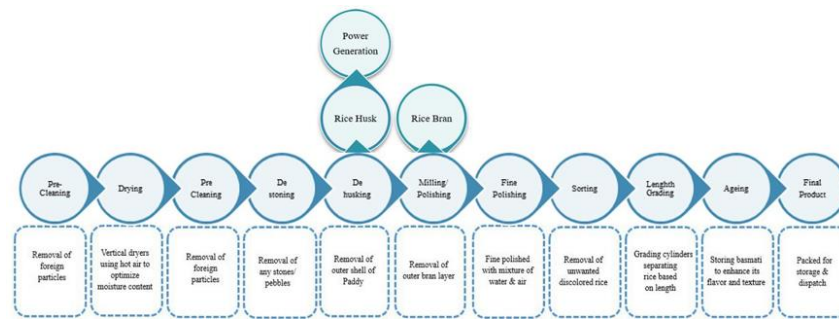 Power
Generation
Rice Husk
Rice Bran
Pre-
Cleaning
Drying
Pre
Cleaning
De
stoning
De
husking
Milling/
Polishing
Fine
Polishing
Sorting
Lenghth
Grading
Ageing
Final
Product
Removal of
foreign
particles
Vertical dryers
using hot air to
optimize
moisture content
Removal of
foreign
particles
Removal of
any stones/
pebbles
Removal of
outer shell of
Paddy
Removal of
outer bran layer
Fine polished
with mixture of
water & air
Removal of
unwanted
discolored rice
Grading cylinders
separating
rice based
on length
Storing basmati
to enhance its
flavor and texture
Packed for
storage &
dispatch